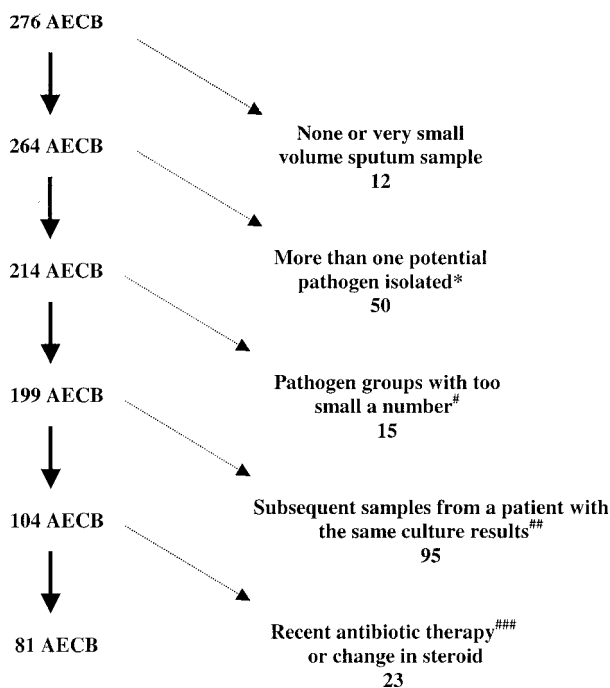 276 AECB
None or very small
volume sputum sample
12
264 AECB
More than one potential
pathogen isolated*
50
214 AECB
Pathogen groups with too
small a number#
15
199 AECB
Subsequent samples from a patient with
the same culture results##
95
104 AECB
Recent antibiotic therapy###
or change in steroid
23
81 AECB